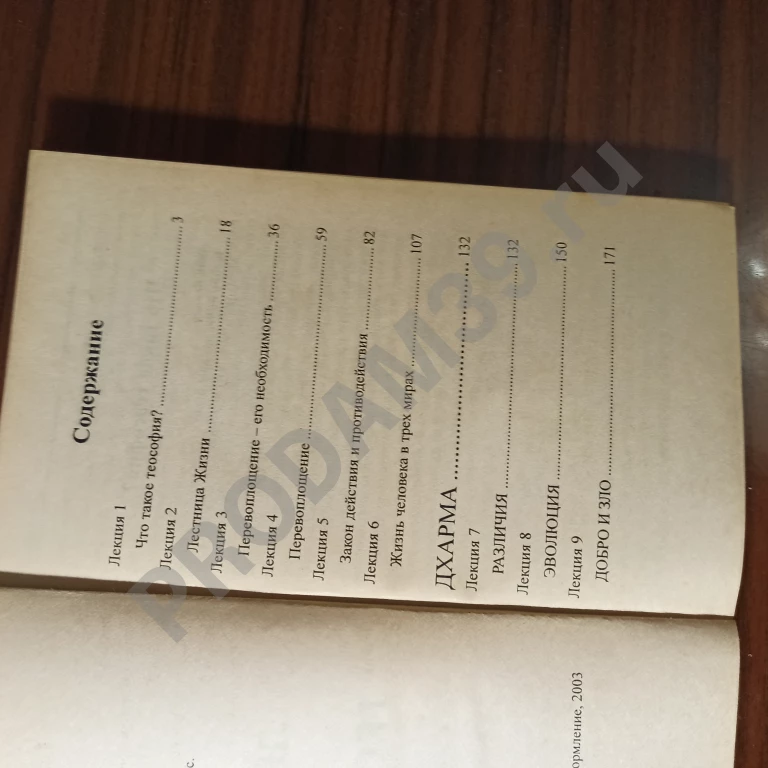 Содержание
Лекция 1
Что такое теософия? ........................................ 3
Лекция 2
Лестница Жизни ........................................ 18
Лекция 3
Перевоплощение – его необходимость ............ 36
Лекция 4
Перевоплощение ........................................ 59
Лекция 5
Закон действия и противодействия ................ 82
Лекция 6
Жизнь человека в трех мирах ........................ 107
ДХАРМА ........................................ 132
Лекция 7
РАЗЛИЧИЯ ........................................ 132
Лекция 8
ЭВОЛЮЦИЯ ........................................ 150
Лекция 9
ДОБРО И ЗЛО ........................................ 171
с.
ормление, 2003
PRODAM39.ru